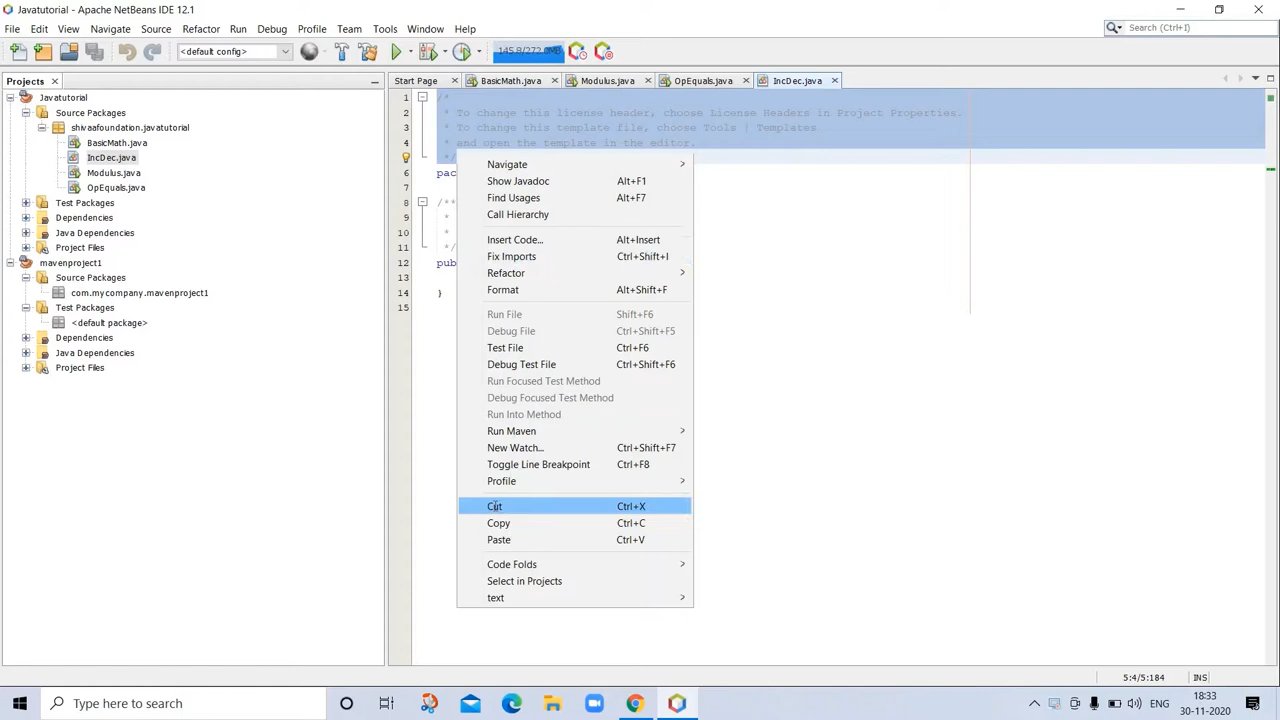 Javatutorial - Apache NetBeans IDE 12.1
File Edit View Navigate Source Refactor Run Debug Profile Team Tools Window Help
Search (Ctrl+I)
<default config>
145.8/272.0MB
Projects
Start Page BasicMath.java Modulus.java OpEquals.java IncDec.java
Javatutorial
Source Packages
shivaafoundation.javatutorial
BasicMath.java
IncDec.java
Modulus.java
OpEquals.java
Test Packages
Dependencies
Java Dependencies
Project Files
mavenproject1
Source Packages
com.mycompany.mavenproject1
Test Packages
<default package>
Dependencies
Java Dependencies
Project Files
1 /*
2 * To change this license header, choose License Headers in Project Properties.
3 * To change this template file, choose Tools | Templates
4 * and open the template in the editor.
*/
6 pac
7
8 /**
9 *
10 *
11 */
12 pub
13
14 }
15
Navigate
Show Javadoc Alt+F1
Find Usages Alt+F7
Call Hierarchy
Insert Code... Alt+Insert
Fix Imports Ctrl+Shift+I
Refactor
Format Alt+Shift+F
Run File Shift+F6
Debug File Ctrl+Shift+F5
Test File Ctrl+F6
Debug Test File Ctrl+Shift+F6
Run Focused Test Method
Debug Focused Test Method
Run Into Method
Run Maven
New Watch... Ctrl+Shift+F7
Toggle Line Breakpoint Ctrl+F8
Profile
Cut Ctrl+X
Copy Ctrl+C
Paste Ctrl+V
Code Folds
Select in Projects
text
5:4/5:184 INS
Type here to search
ENG
18:33
30-11-2020